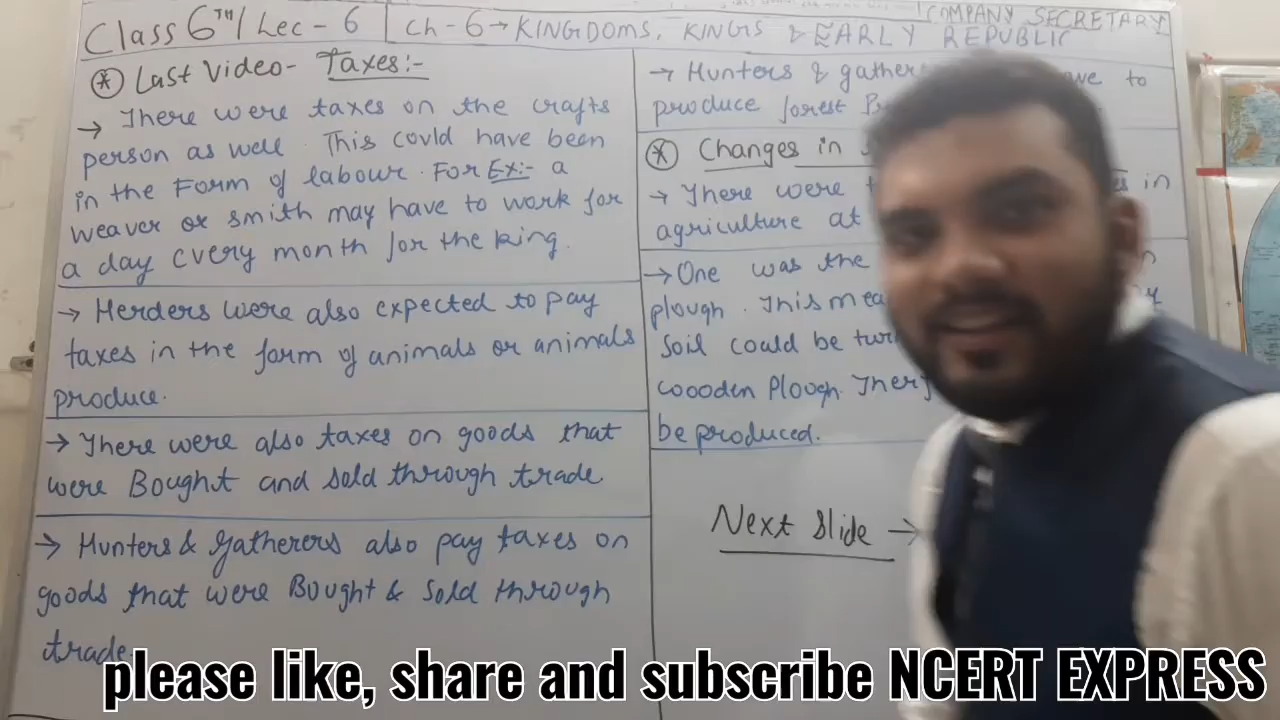 COMPANY SECRETARY
Class 6TH / Lec - 6
Ch - 6 → KINGDOMS, KINGS & EARLY REPUBLIC
* Last Video - Taxes:-
→ There were taxes on the crafts
person as well. This could have been
in the Form of labour. For Ex:- a
weaver or smith may have to work for
a day every month for the king.
→ Herders were also expected to pay
taxes in the form of animals or animals
produce.
→ There were also taxes on goods that
were Bought and sold through trade.
→ Hunters & Gatherers also pay taxes on
goods that were Bought & Sold through
trade.
→ Hunters & to
produce forest
* Changes in
→ There were in
agriculture at
→ One was the
plough. This
soil could be
woooden Plough.
be produced.
Next Slide →
please like, share and subscribe NCERT EXPRESS